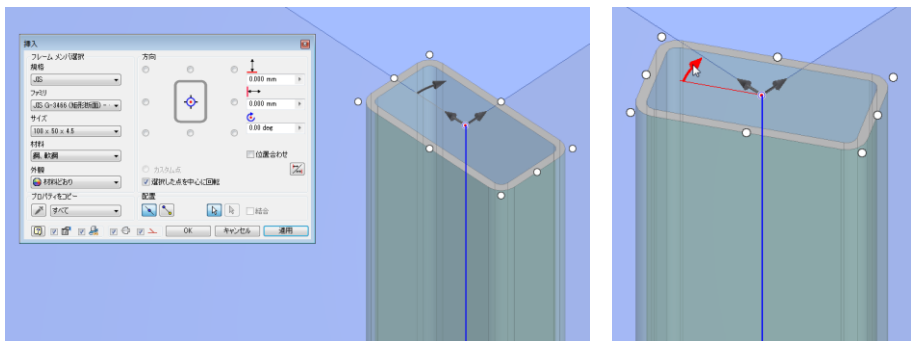 挿入
フレーム メンバ選択
規格
JIS
ファミリ
JIS G-3466 (矩形断面) -
サイズ
100 x 50 x 4.5
材料
鋼、軟鋼
外観
材料どおり
プロパティをコピー
すべて
方向
0.000 mm
0.000 mm
0.00 deg
位置合わせ
カスタム点
選択した点を中心に回転
配置
結合
OK
キャンセル
適用